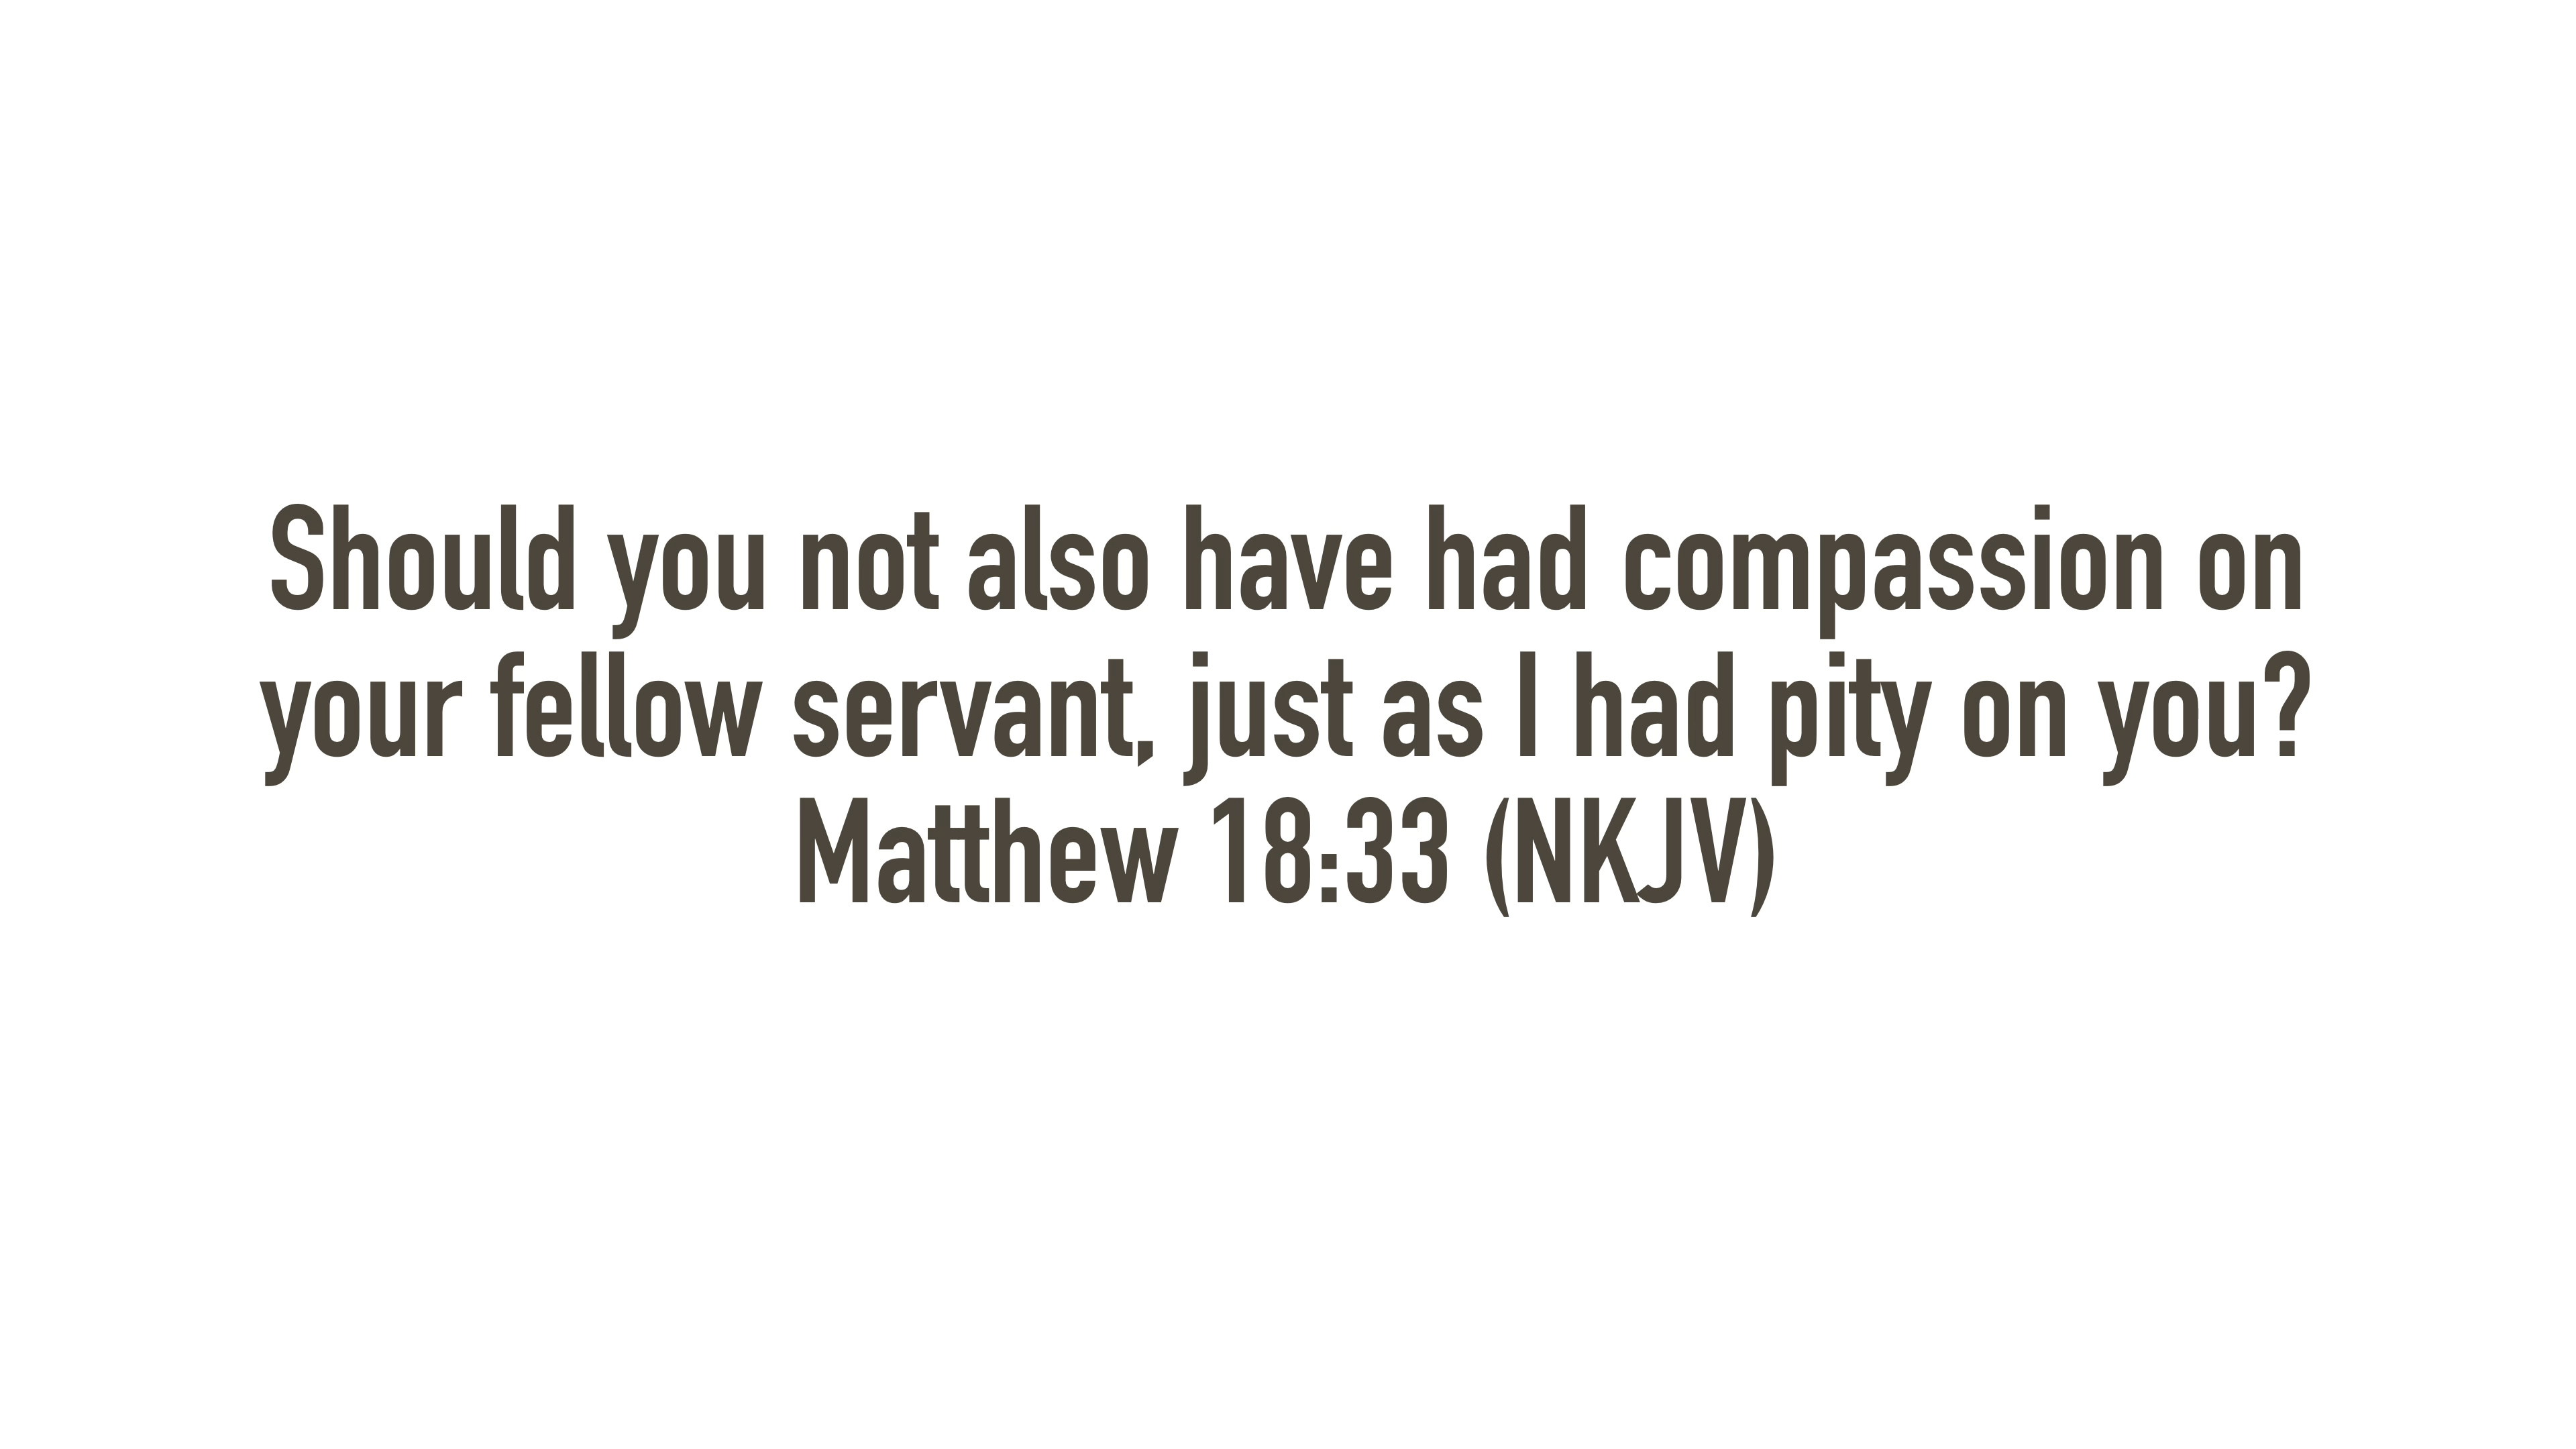 Should you not also have had compassion on
your fellow servant, just as I had pity on you?
Matthew 18:33 (NKJV)